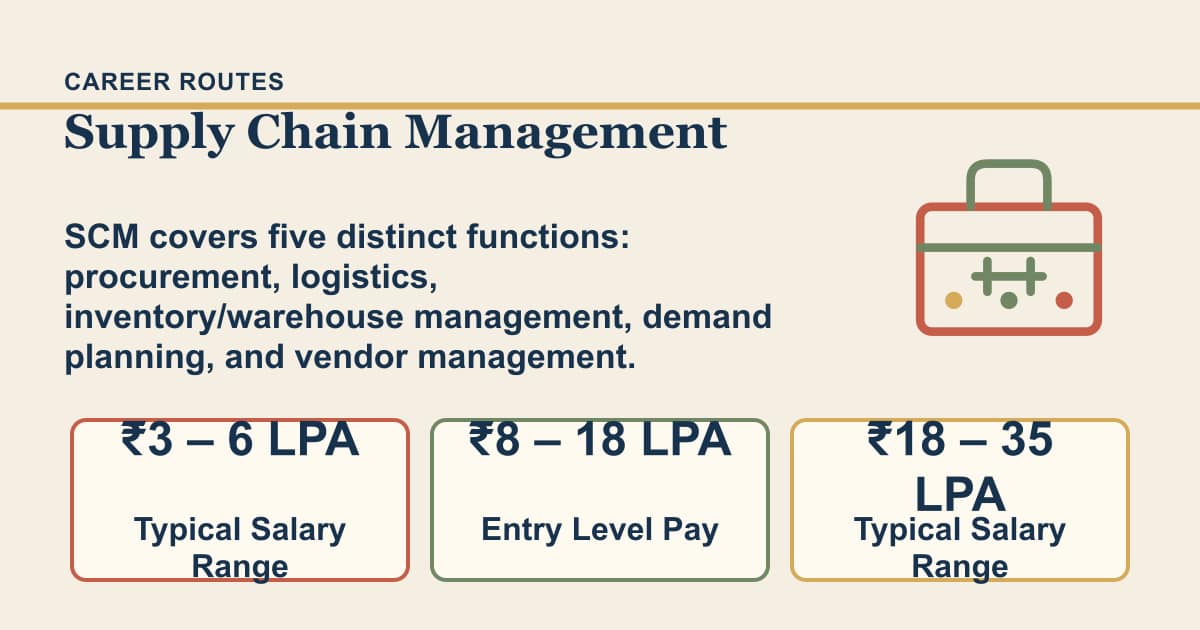 CAREER ROUTES
Supply Chain Management
SCM covers five distinct functions:
procurement, logistics,
inventory/warehouse management, demand
planning, and vendor management.
₹3 – 6 LPA
Typical Salary
Range
₹8 – 18 LPA
Entry Level Pay
₹18 – 35
LPA
Typical Salary
Range